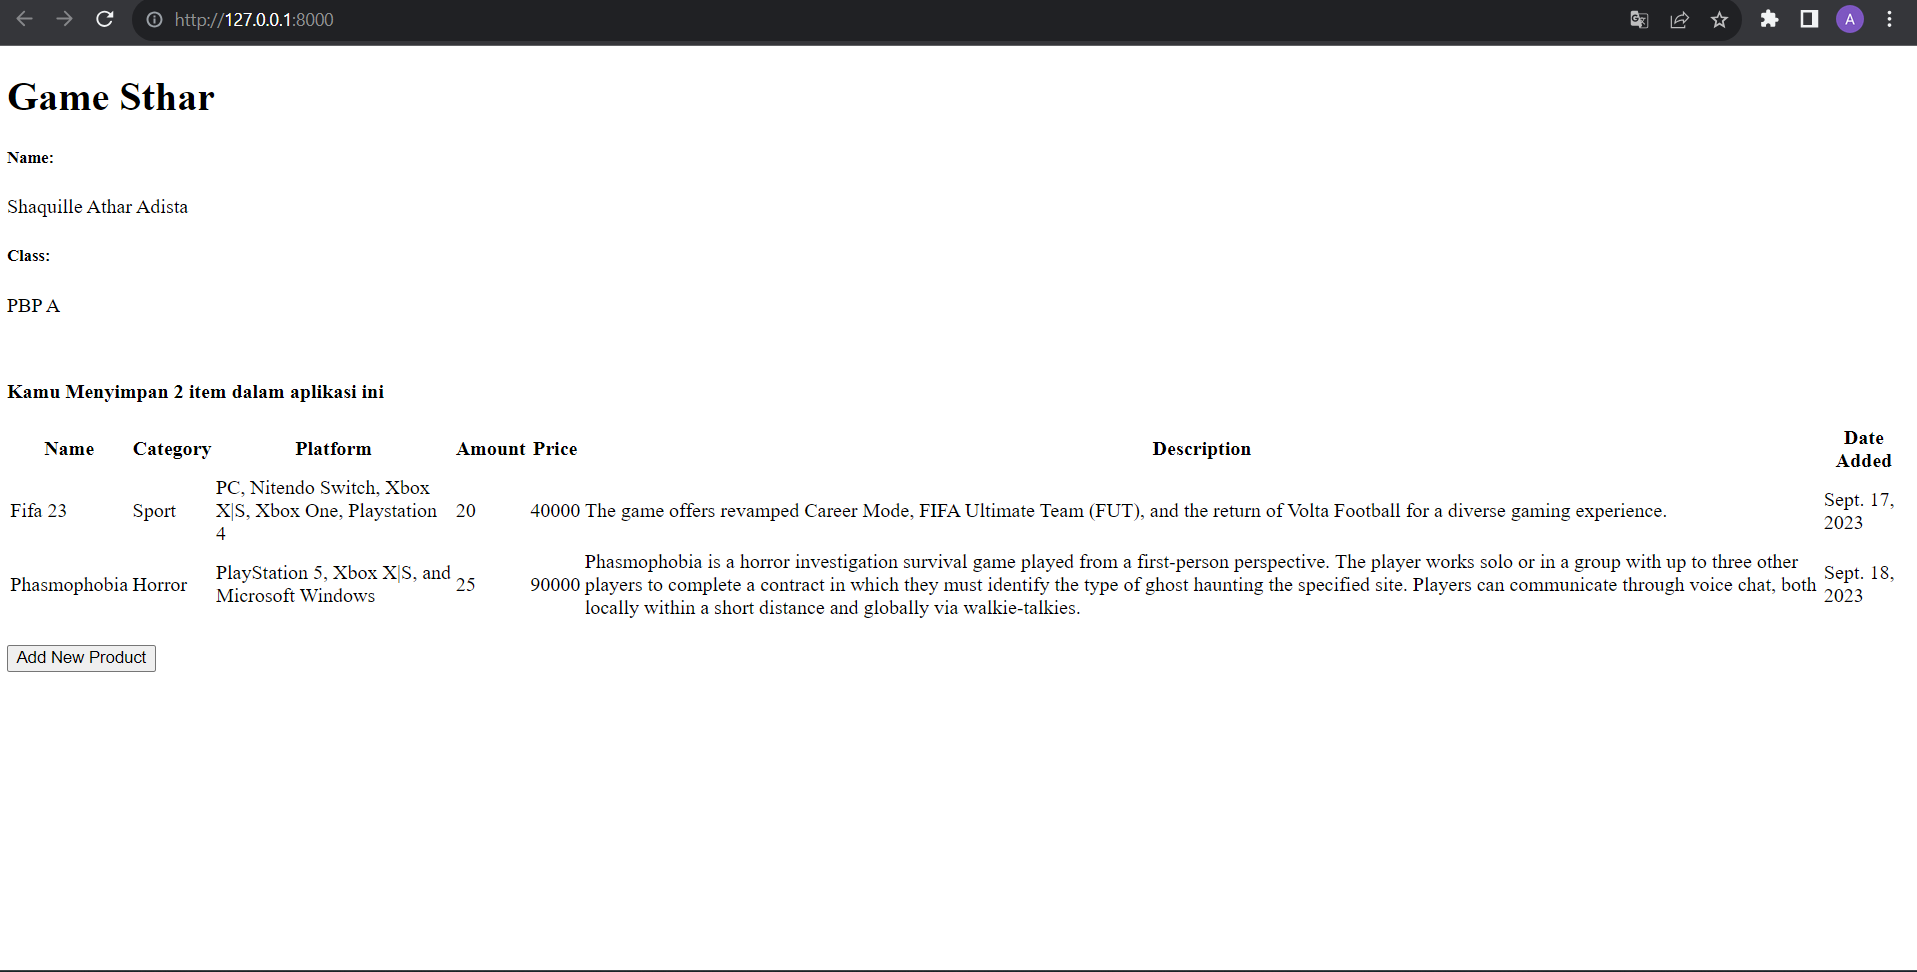 http://127.0.0.1:8000
A
Game Sthar
Name:
Shaquille Athar Adista
Class:
PBP A
Kamu Menyimpan 2 item dalam aplikasi ini
Name Category Platform Amount Price Description Date Added
Fifa 23 Sport PC, Nitendo Switch, Xbox X|S, Xbox One, Playstation 4 20 40000 The game offers revamped Career Mode, FIFA Ultimate Team (FUT), and the return of Volta Football for a diverse gaming experience. Sept. 17, 2023
Phasmophobia Horror PlayStation 5, Xbox X|S, and Microsoft Windows 25 90000 Phasmophobia is a horror investigation survival game played from a first-person perspective. The player works solo or in a group with up to three other players to complete a contract in which they must identify the type of ghost haunting the specified site. Players can communicate through voice chat, both locally within a short distance and globally via walkie-talkies. Sept. 18, 2023
Add New Product